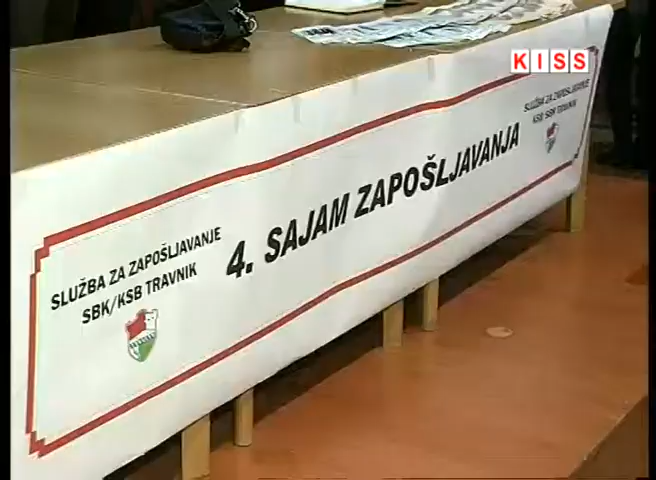 KISS
SLUŽBA ZA ZAPOŠLJAVANJE
SBK/KSB TRAVNIK
4. SAJAM ZAPOŠLJAVANJA
SLUŽBA ZA ZAPOŠLJAVANJE
KSB/SBK TRAVNIK